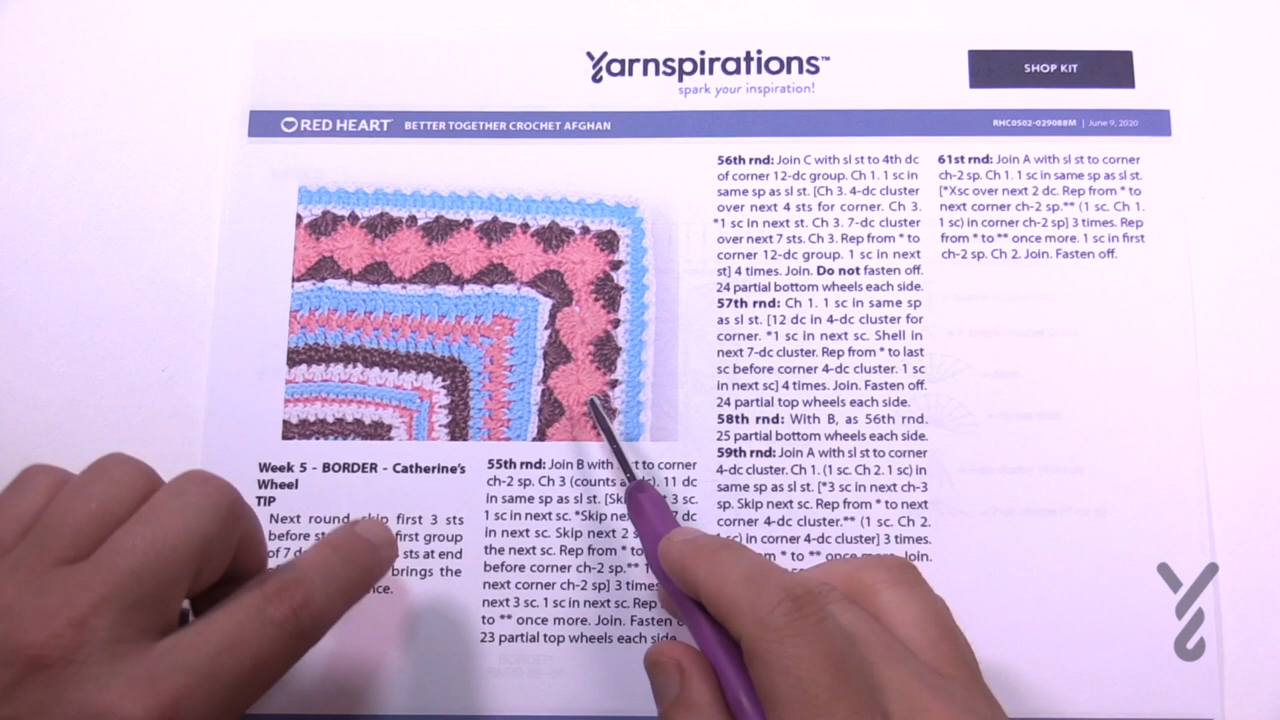 Yarnspirations™
spark your inspiration!
SHOP KIT
RED HEART® BETTER TOGETHER CROCHET AFGHAN
RHC0502-029088M | June 9, 2020
Week 5 - BORDER - Catherine's
Wheel
TIP
Next round skip first 3 sts
before first group
of 7 sts at end
brings the
55th rnd: Join B with to corner
ch-2 sp. Ch 3 (counts 11 dc
in same sp as sl st. 3 sc.
1 sc in next sc. *Skip 7 dc
in next sc. Skip next 2
the next sc. Rep from * to
before corner ch-2 sp.**
next corner ch-2 sp] 3 times.
next 3 sc. 1 sc in next sc. Rep
to ** once more. Join. Fasten
23 partial top wheels each side.
56th rnd: Join C with sl st to 4th dc
of corner 12-dc group. Ch 1. 1 sc in
same sp as sl st. [Ch 3. 4-dc cluster
over next 4 sts for corner. Ch 3.
*1 sc in next st. Ch 3. 7-dc cluster
over next 7 sts. Ch 3. Rep from * to
corner 12-dc group. 1 sc in next
st] 4 times. Join. Do not fasten off.
24 partial bottom wheels each side.
57th rnd: Ch 1. 1 sc in same sp
as sl st. [12 dc in 4-dc cluster for
corner. *1 sc in next sc. Shell in
next 7-dc cluster. Rep from * to last
sc before corner 4-dc cluster. 1 sc
in next sc] 4 times. Join. Fasten off.
24 partial top wheels each side.
58th rnd: With B, as 56th rnd.
25 partial bottom wheels each side.
59th rnd: Join A with sl st to corner
4-dc cluster. Ch 1. (1 sc. Ch 2. 1 sc) in
same sp as sl st. [*3 sc in next ch-3
sp. Skip next sc. Rep from * to next
corner 4-dc cluster.** (1 sc. Ch 2.
sc) in corner 4-dc cluster] 3 times.
* to ** once more. Join.
61st rnd: Join A with sl st to corner
ch-2 sp. Ch 1. 1 sc in same sp as sl st.
[*Xsc over next 2 dc. Rep from * to
next corner ch-2 sp.** (1 sc. Ch 1.
1 sc) in corner ch-2 sp] 3 times. Rep
from * to ** once more. 1 sc in first
ch-2 sp. Ch 2. Join. Fasten off.